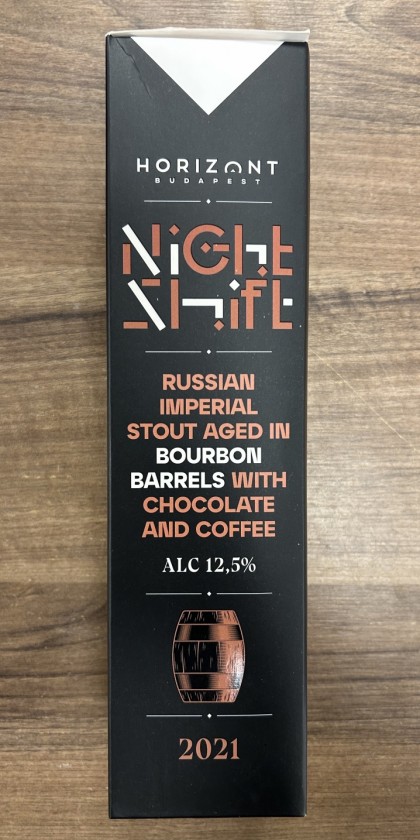 HORIZONT
BUDAPEST
Night
Shift
RUSSIAN
IMPERIAL
STOUT AGED IN
BOURBON
BARRELS WITH
CHOCOLATE
AND COFFEE
ALC 12,5%
2021